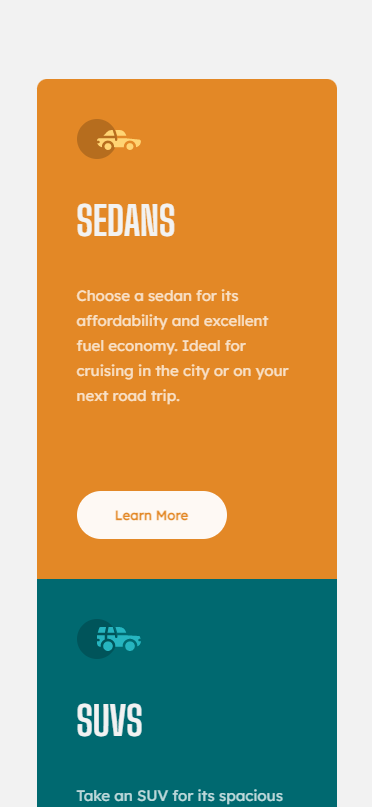 SEDANS
Choose a sedan for its
affordability and excellent
fuel economy. Ideal for
cruising in the city or on your
next road trip.
Learn More
SUVS
Take an SUV for its spacious